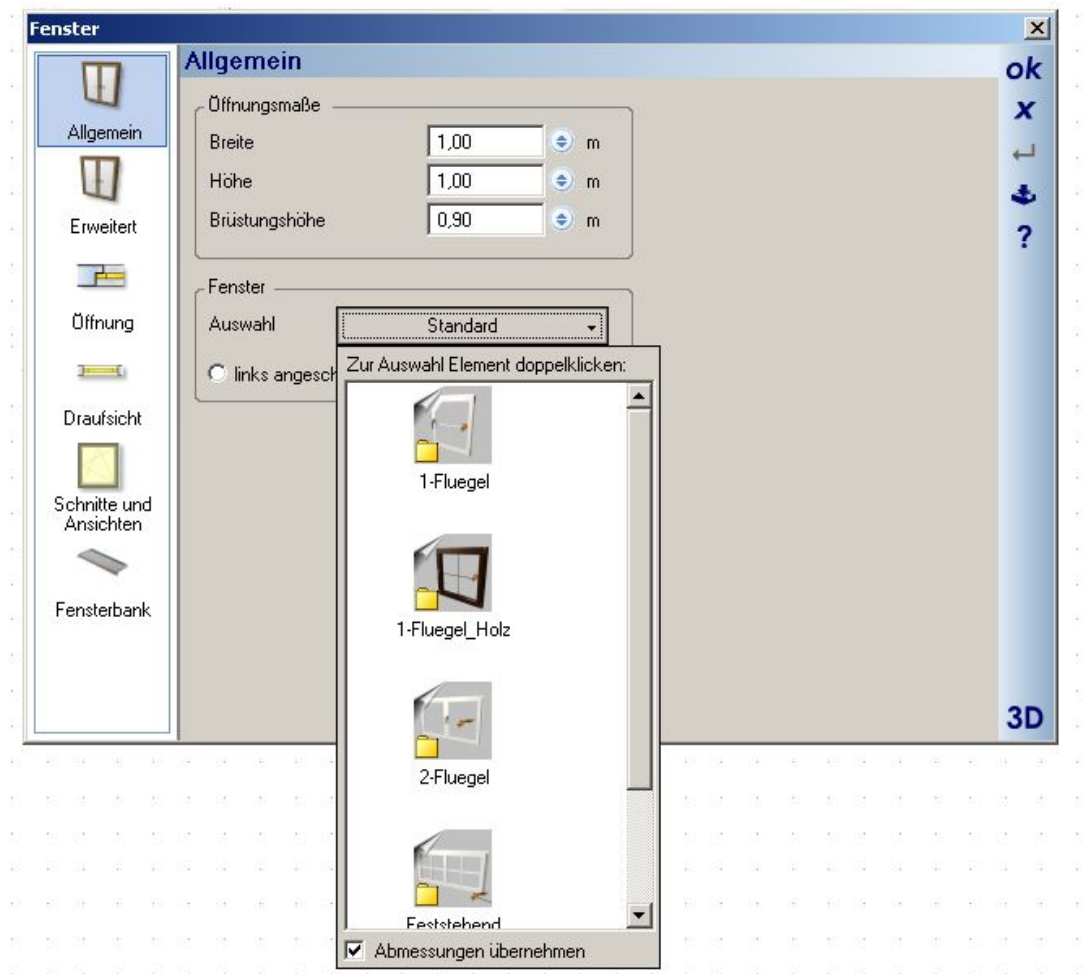 Fenster
Allgemein
Erweitert
Öffnung
Draufsicht
Schnitte und
Ansichten
Fensterbank
Allgemein
Öffnungsmaße
Breite 1,00 m
Höhe 1,00 m
Brüstungshöhe 0,90 m
Fenster
Auswahl Standard
links angesch
Zur Auswahl Element doppelklicken:
1-Fluegel
1-Fluegel_Holz
2-Fluegel
Feststehend
Abmessungen übernehmen
ok
x
?
3D